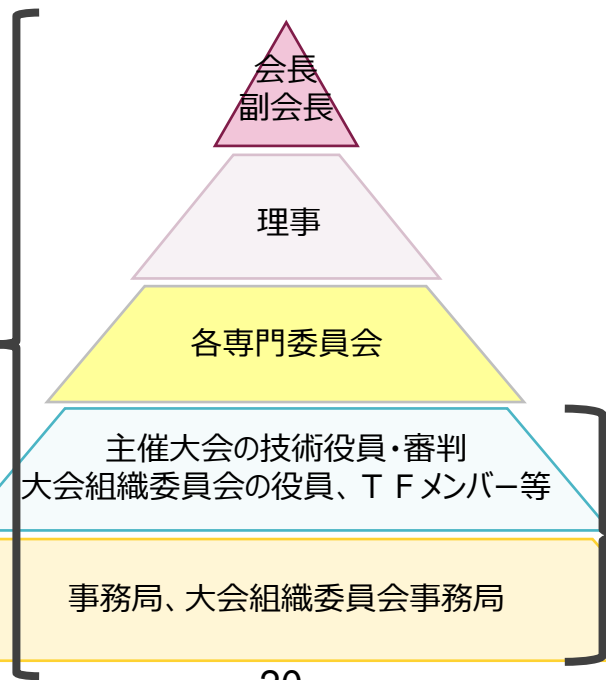 会長
副会長
理事
各専門委員会
主催大会の技術役員・審判
大会組織委員会の役員、ＴＦメンバー等
事務局、大会組織委員会事務局
20